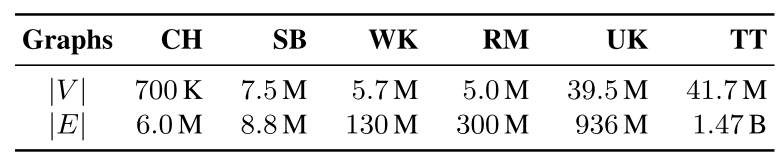 Graphs CH SB WK RM UK TT
|V| 700 K 7.5 M 5.7 M 5.0 M 39.5 M 41.7 M
|E| 6.0 M 8.8 M 130 M 300 M 936 M 1.47 B